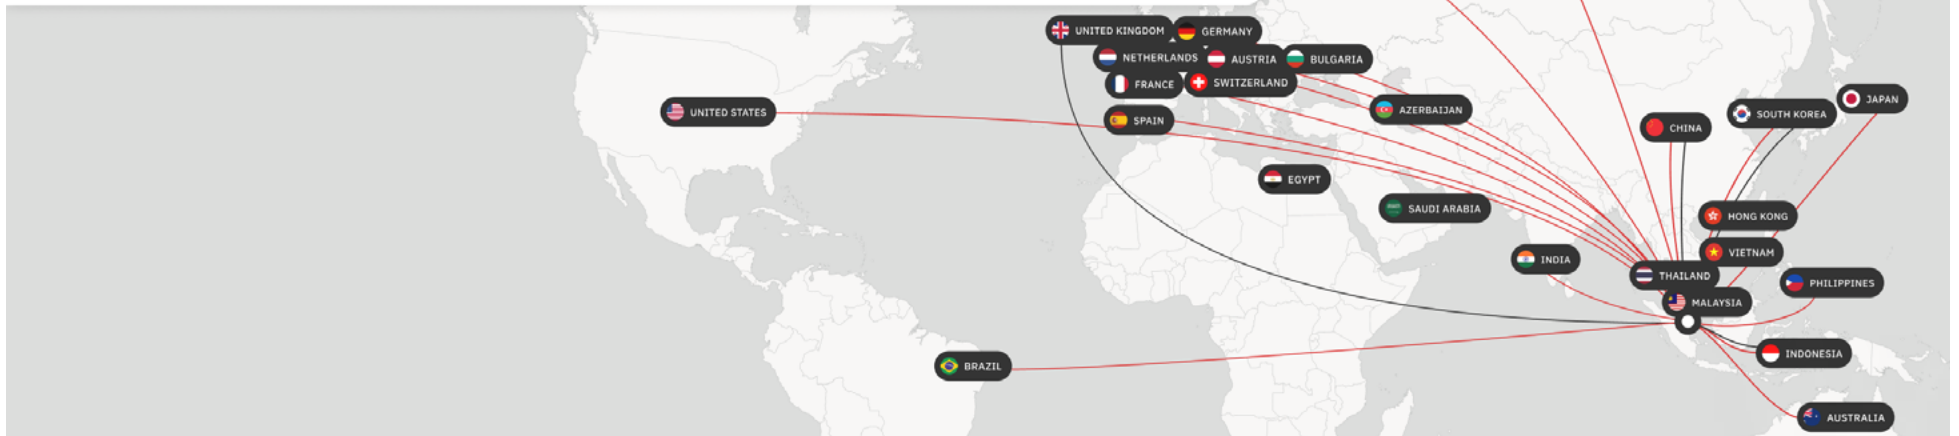 UNITED KINGDOM
GERMANY
NETHERLANDS
AUSTRIA
BULGARIA
FRANCE
SWITZERLAND
UNITED STATES
SPAIN
AZERBAIJAN
CHINA
SOUTH KOREA
JAPAN
EGYPT
SAUDI ARABIA
HONG KONG
INDIA
VIETNAM
THAILAND
PHILIPPINES
MALAYSIA
BRAZIL
INDONESIA
AUSTRALIA